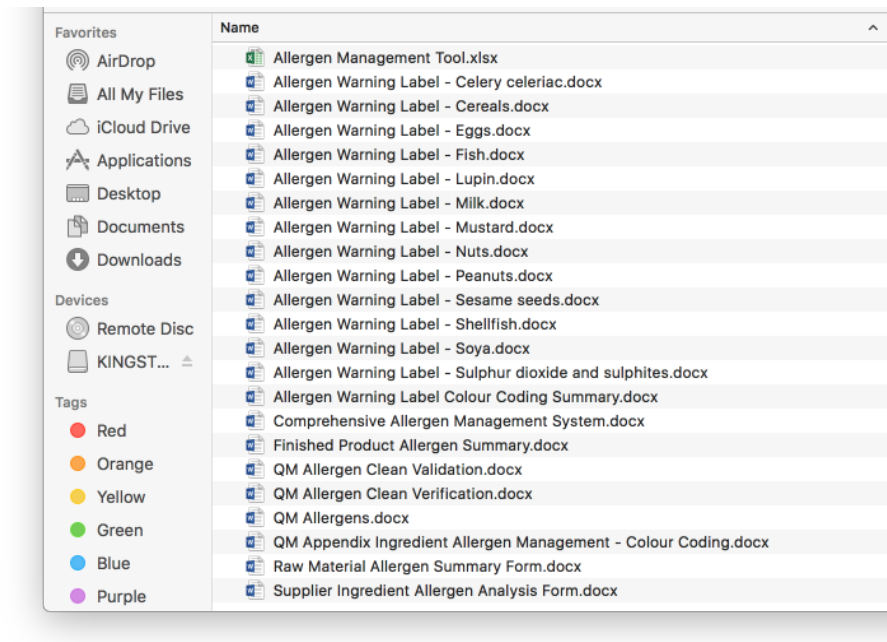 Favorites
AirDrop
All My Files
iCloud Drive
Applications
Desktop
Documents
Downloads
Devices
Remote Disc
KINGST...
Tags
Red
Orange
Yellow
Green
Blue
Purple
Name
Allergen Management Tool.xlsx
Allergen Warning Label - Celery celeriac.docx
Allergen Warning Label - Cereals.docx
Allergen Warning Label - Eggs.docx
Allergen Warning Label - Fish.docx
Allergen Warning Label - Lupin.docx
Allergen Warning Label - Milk.docx
Allergen Warning Label - Mustard.docx
Allergen Warning Label - Nuts.docx
Allergen Warning Label - Peanuts.docx
Allergen Warning Label - Sesame seeds.docx
Allergen Warning Label - Shellfish.docx
Allergen Warning Label - Soya.docx
Allergen Warning Label - Sulphur dioxide and sulphites.docx
Allergen Warning Label Colour Coding Summary.docx
Comprehensive Allergen Management System.docx
Finished Product Allergen Summary.docx
QM Allergen Clean Validation.docx
QM Allergen Clean Verification.docx
QM Allergens.docx
QM Appendix Ingredient Allergen Management - Colour Coding.docx
Raw Material Allergen Summary Form.docx
Supplier Ingredient Allergen Analysis Form.docx